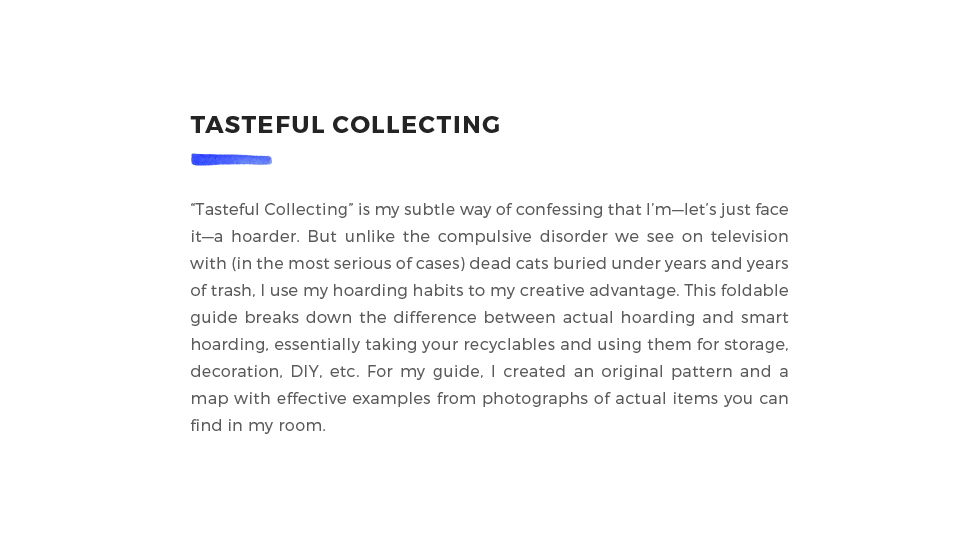 TASTEFUL COLLECTING
“Tasteful Collecting” is my subtle way of confessing that I’m—let’s just face
it—a hoarder. But unlike the compulsive disorder we see on television
with (in the most serious of cases) dead cats buried under years and years
of trash, I use my hoarding habits to my creative advantage. This foldable
guide breaks down the difference between actual hoarding and smart
hoarding, essentially taking your recyclables and using them for storage,
decoration, DIY, etc. For my guide, I created an original pattern and a
map with effective examples from photographs of actual items you can
find in my room.